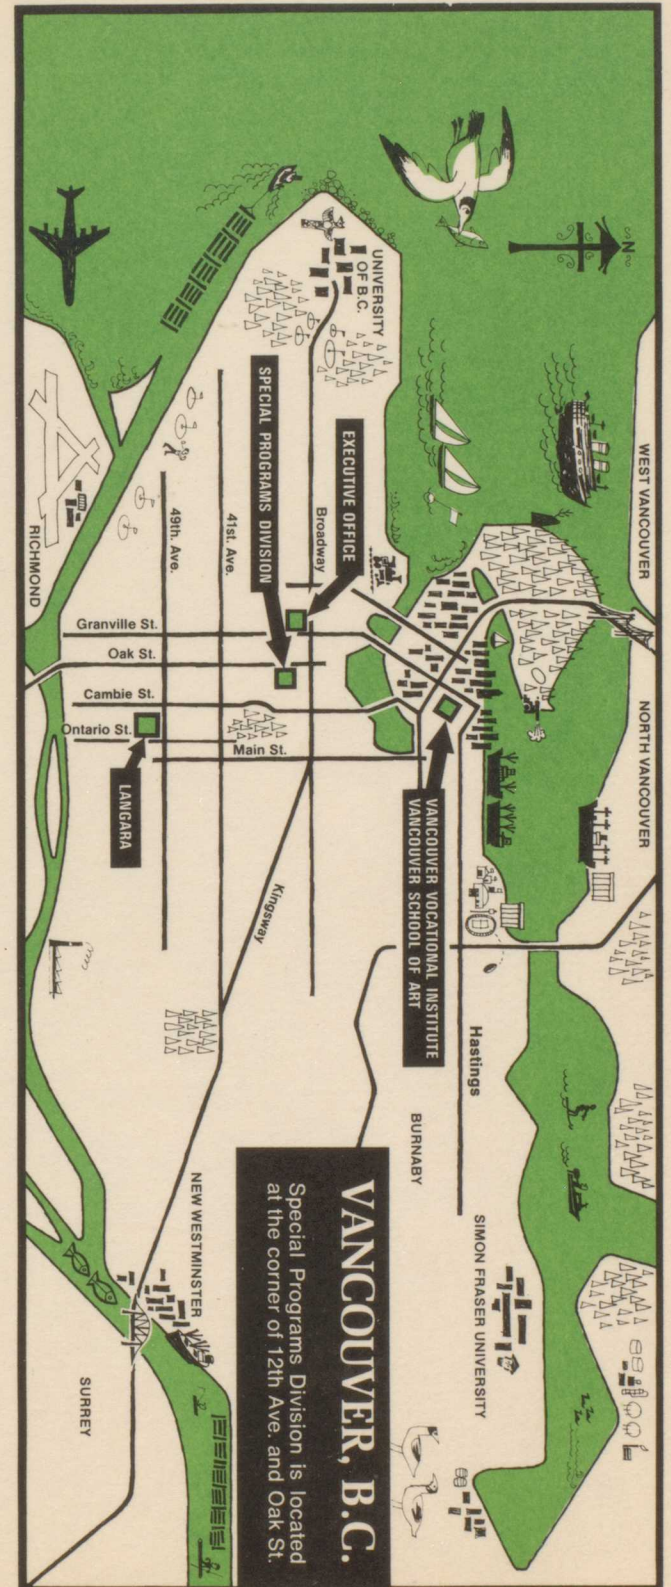 N
WEST VANCOUVER
NORTH VANCOUVER
UNIVERSITY
OF B.C.
EXECUTIVE OFFICE
SPECIAL PROGRAMS DIVISION
Broadway
41st. Ave.
49th. Ave.
RICHMOND
Granville St.
Oak St.
Cambie St.
Ontario St.
Main St.
LANGARA
VANCOUVER VOCATIONAL INSTITUTE
VANCOUVER SCHOOL OF ART
Kingsway
Hastings
BURNABY
SIMON FRASER UNIVERSITY
NEW WESTMINSTER
SURREY
VANCOUVER, B.C.
Special Programs Division is located
at the corner of 12th Ave. and Oak St.